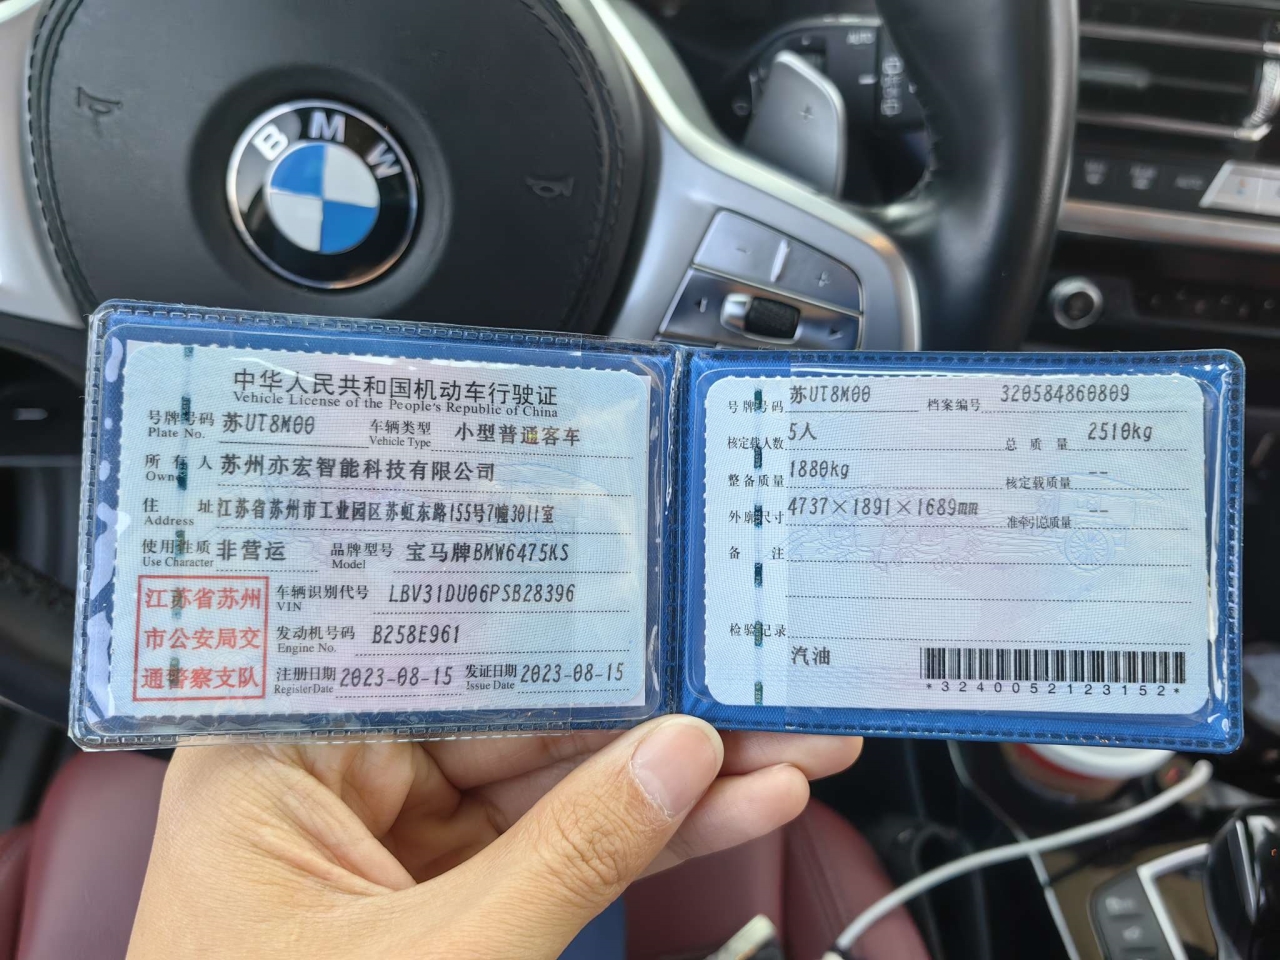 BMW
AUTO
中华人民共和国机动车行驶证
Vehicle License of the People's Republic of China
号牌号码 苏UT8M00 车辆类型 小型普通客车
Plate No. Vehicle Type
所有人 苏州亦宏智能科技有限公司
Owner
住址 江苏省苏州市工业园区苏虹东路155号7幢3011室
Address
使用性质 非营运 品牌型号 宝马牌BMW6475KS
Use Character Model
江苏省苏州
市公安局交
通警察支队
车辆识别代号 LBV31DU06PSB28396
VIN
发动机号码 B258E961
Engine No.
注册日期 2023-08-15 发证日期 2023-08-15
Register Date Issue Date
号牌号码 苏UT8M00 档案编号 320584860809
核定载人数 5人 总质量 2510kg
整备质量 1880kg 核定载质量 --
外廓尺寸 4737×1891×1689mm 准牵引总质量 --
备注
检验记录
汽油
*3240052123152*